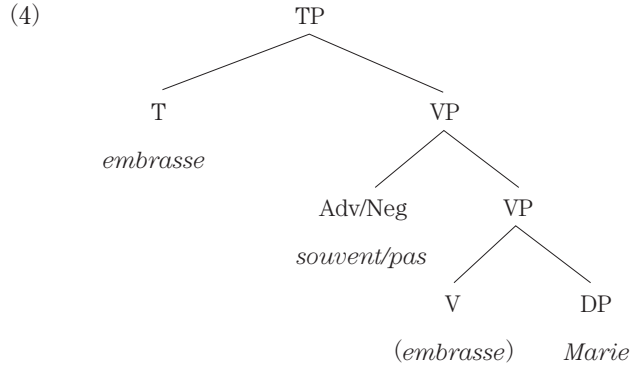 (4) TP
T VP
embrasse
Adv/Neg VP
souvent/pas
V DP
(embrasse) Marie